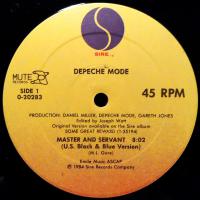 SIRE
DEPECHE MODE
MUTE
RECORDS
SIDE 1
0-20283
45 RPM
PRODUCTION: DANIEL MILLER, DEPECHE MODE, GARETH JONES
Edited by Joseph Watt
Original Version available on the Sire album
SOME GREAT REWARD (1-25194)
MASTER AND SERVANT 8:02
(U.S. Black & Blue Version)
(M.L. Gore)
Emile Music ASCAP
℗ 1984 Sire Records Company